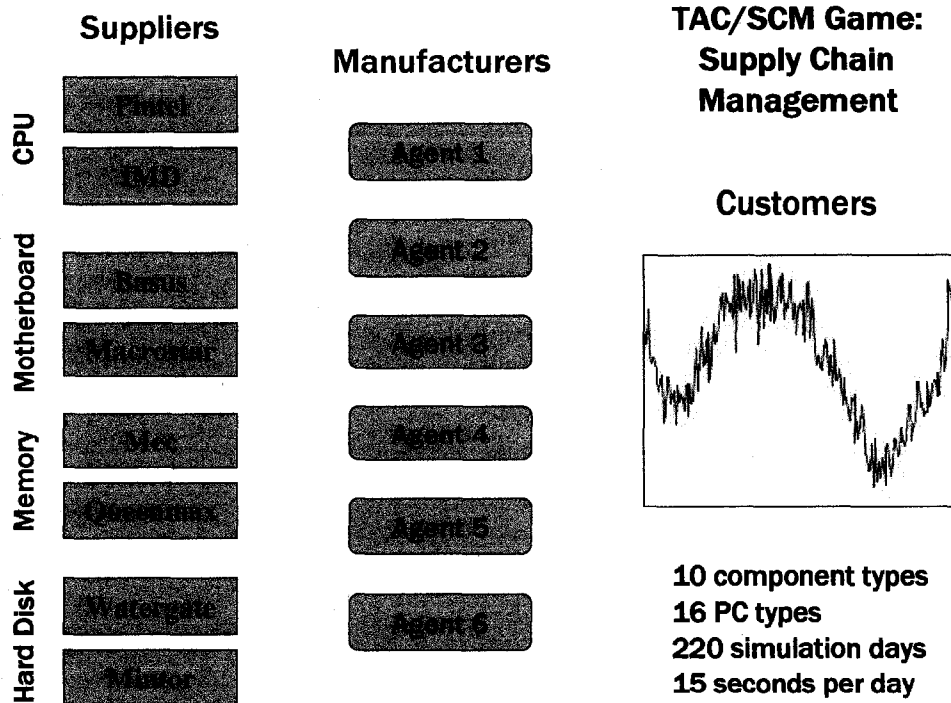 Suppliers
CPU
Pintel
IMD
Motherboard
Basus
Macrostar
Memory
Mec
Queenmax
Hard Disk
Watergate
Mintor
Manufacturers
Agent 1
Agent 2
Agent 3
Agent 4
Agent 5
Agent 6
TAC/SCM Game:
Supply Chain
Management
Customers
10 component types
16 PC types
220 simulation days
15 seconds per day